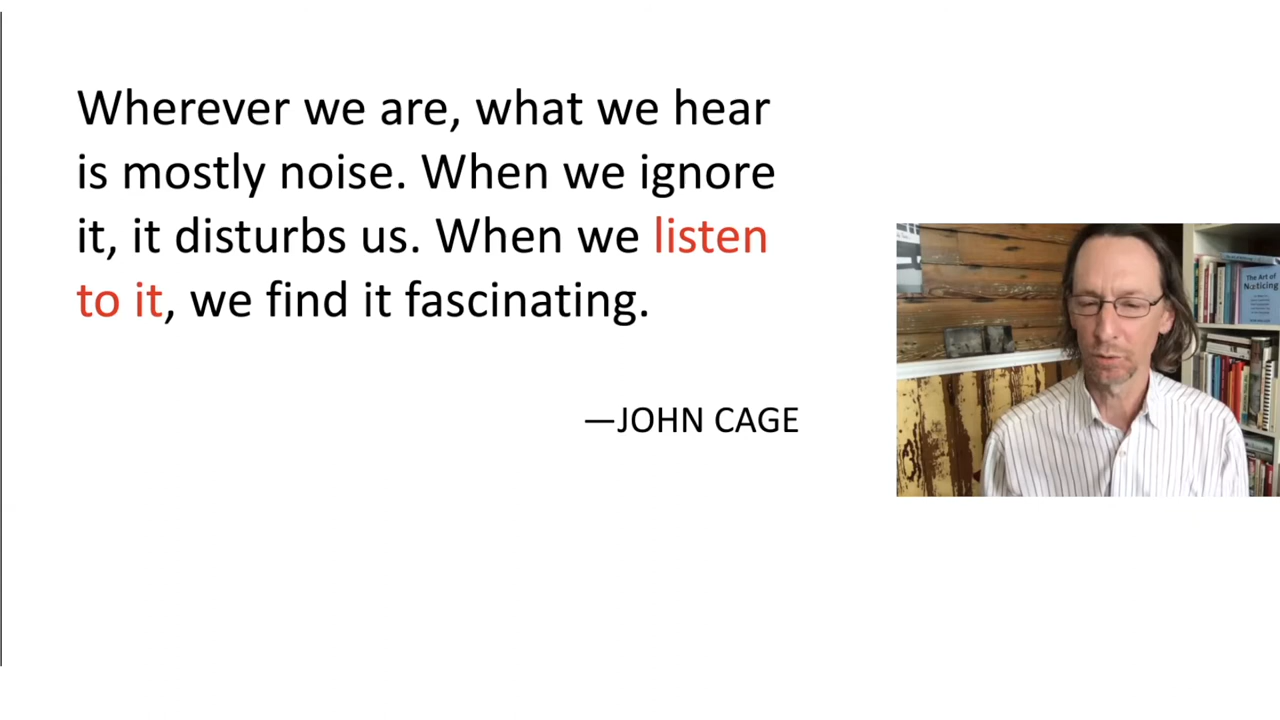 Wherever we are, what we hear
is mostly noise. When we ignore
it, it disturbs us. When we listen
to it, we find it fascinating.
—JOHN CAGE
The Art of
Noticing